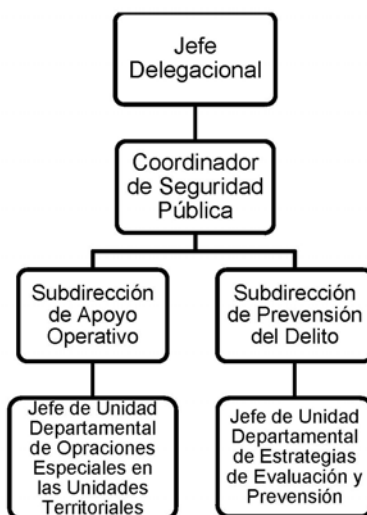 Jefe
Delegacional
Coordinador
de Seguridad
Pública
Subdirección
de Apoyo
Operativo
Subdirección
de Prevensión
del Delito
Jefe de Unidad
Departamental
de Opraciones
Especiales en
las Unidades
Territoriales
Jefe de Unidad
Departamental
de Estrategias
de Evaluación y
Prevensión